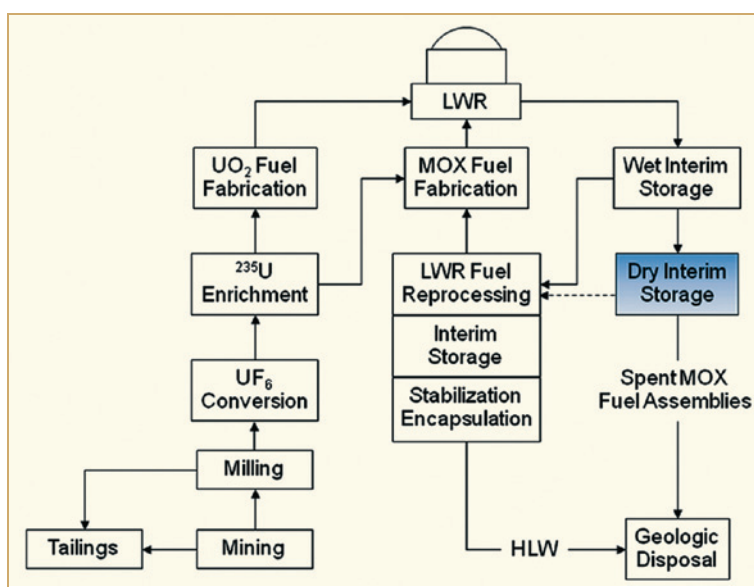 LWR
UO₂ Fuel
Fabrication
MOX Fuel
Fabrication
Wet Interim
Storage
²³⁵U
Enrichment
LWR Fuel
Reprocessing
Dry Interim
Storage
Interim
Storage
UF₆
Conversion
Stabilization
Encapsulation
Spent MOX
Fuel Assemblies
Milling
Tailings
Mining
HLW
Geologic
Disposal